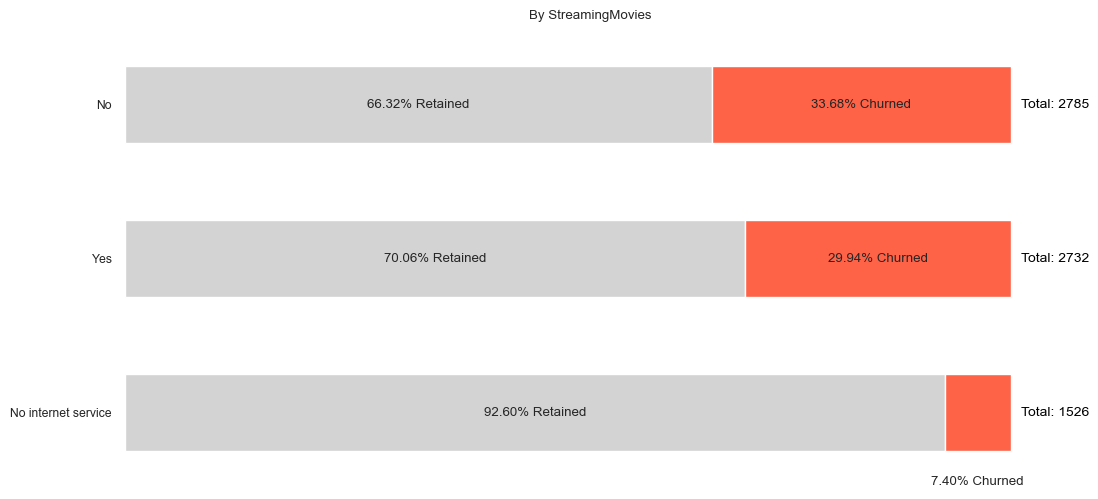 By StreamingMovies
No 66.32% Retained 33.68% Churned Total: 2785
Yes 70.06% Retained 29.94% Churned Total: 2732
No internet service 92.60% Retained Total: 1526
7.40% Churned